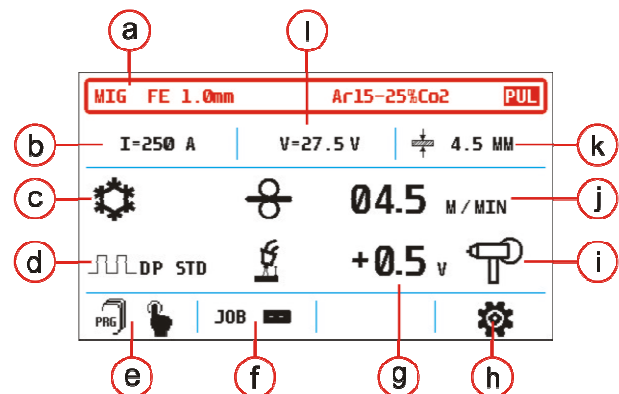 a
l
MIG FE 1.0mm Ar15-25%Co2 PUL
b I=250 A V=27.5 V 4.5 MM k
c 04.5 M/MIN j
d DP STD +0.5 V i
PRG JOB
e f g h